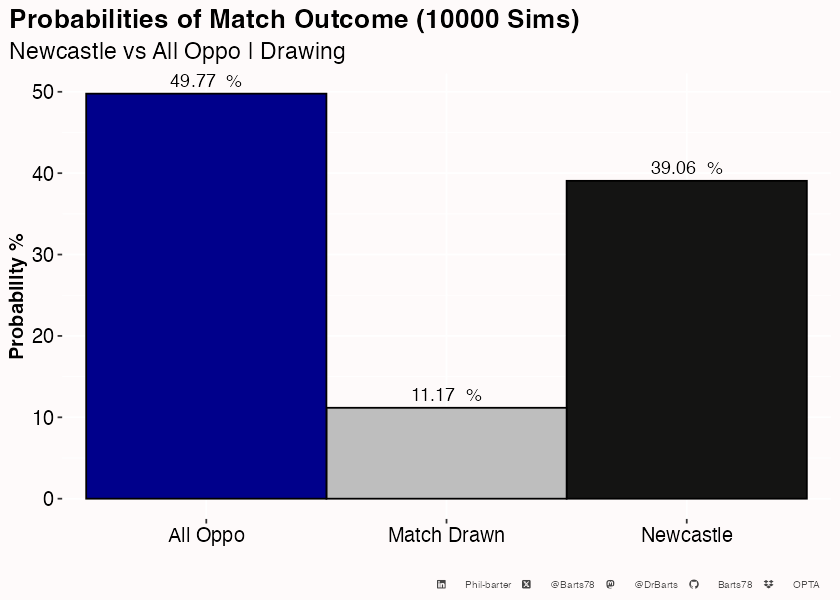 Probabilities of Match Outcome (10000 Sims)
Newcastle vs All Oppo | Drawing
49.77 %
50
40
39.06 %
30
Probability %
20
11.17 %
10
0
All Oppo Match Drawn Newcastle
Phil-barter @Barts78 @DrBarts Barts78 OPTA